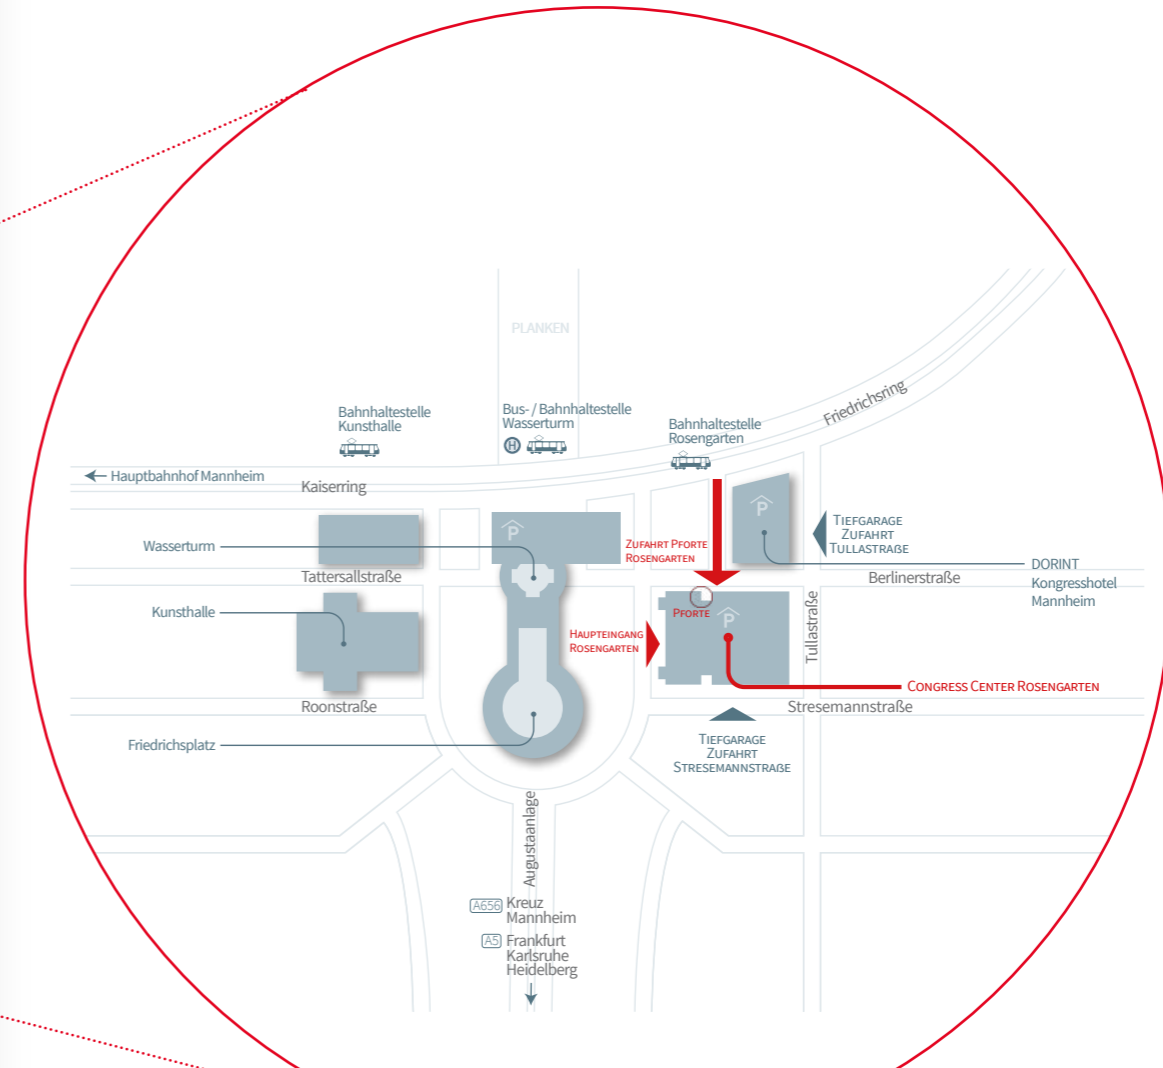 PLANKEN
Friedrichsring
Bahnhaltestelle
Kunsthalle
Bus- / Bahnhaltestelle
Wasserturm
H
Bahnhaltestelle
Rosengarten
Hauptbahnhof Mannheim
Kaiserring
P
P
TIEFGARAGE
ZUFAHRT
TULLASTRAßE
Wasserturm
ZUFAHRT PFORTE
ROSENGARTEN
DORINT
Kongresshotel
Mannheim
Tattersallstraße
Berlinerstraße
Kunsthalle
PFORTE
P
Tullastraße
HAUPTEINGANG
ROSENGARTEN
CONGRESS CENTER ROSENGARTEN
Roonstraße
Stresemannstraße
Friedrichsplatz
TIEFGARAGE
ZUFAHRT
STRESEMANNSTRAßE
Augustaanlage
A656 Kreuz
Mannheim
A5 Frankfurt
Karlsruhe
Heidelberg